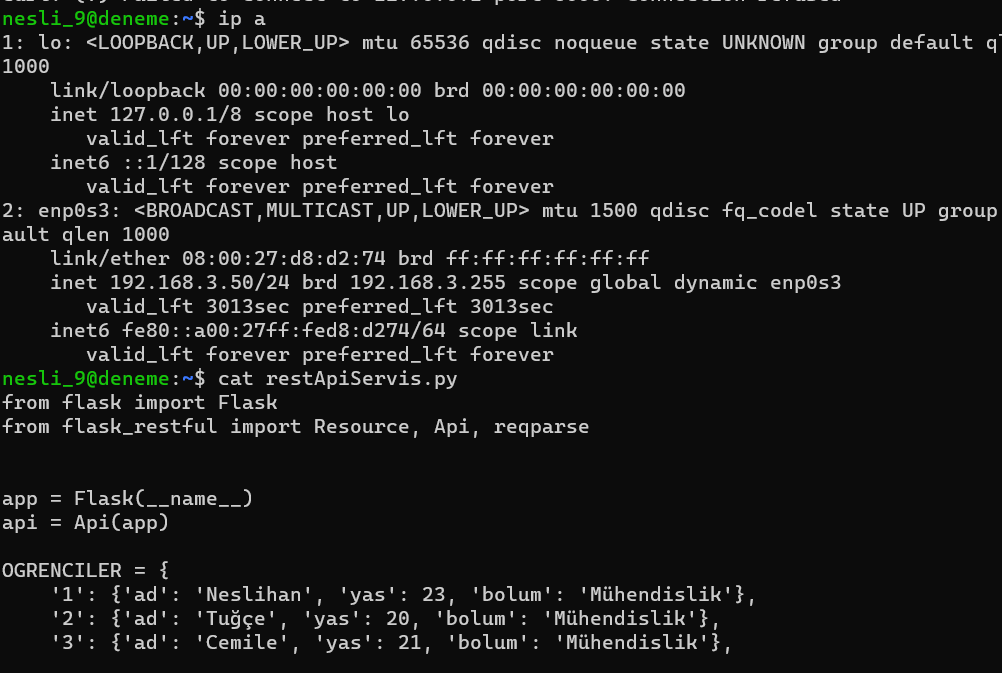 nesli_9@deneme:~$ ip a
1: lo: <LOOPBACK,UP,LOWER_UP> mtu 65536 qdisc noqueue state UNKNOWN group default ql
1000
    link/loopback 00:00:00:00:00:00 brd 00:00:00:00:00:00
    inet 127.0.0.1/8 scope host lo
       valid_lft forever preferred_lft forever
    inet6 ::1/128 scope host
       valid_lft forever preferred_lft forever
2: enp0s3: <BROADCAST,MULTICAST,UP,LOWER_UP> mtu 1500 qdisc fq_codel state UP group
ault qlen 1000
    link/ether 08:00:27:d8:d2:74 brd ff:ff:ff:ff:ff:ff
    inet 192.168.3.50/24 brd 192.168.3.255 scope global dynamic enp0s3
       valid_lft 3013sec preferred_lft 3013sec
    inet6 fe80::a00:27ff:fed8:d274/64 scope link
       valid_lft forever preferred_lft forever
nesli_9@deneme:~$ cat restApiServis.py
from flask import Flask
from flask_restful import Resource, Api, reqparse
app = Flask(__name__)
api = Api(app)
OGRENCILER = {
    '1': {'ad': 'Neslihan', 'yas': 23, 'bolum': 'Mühendislik'},
    '2': {'ad': 'Tuğçe', 'yas': 20, 'bolum': 'Mühendislik'},
    '3': {'ad': 'Cemile', 'yas': 21, 'bolum': 'Mühendislik'},